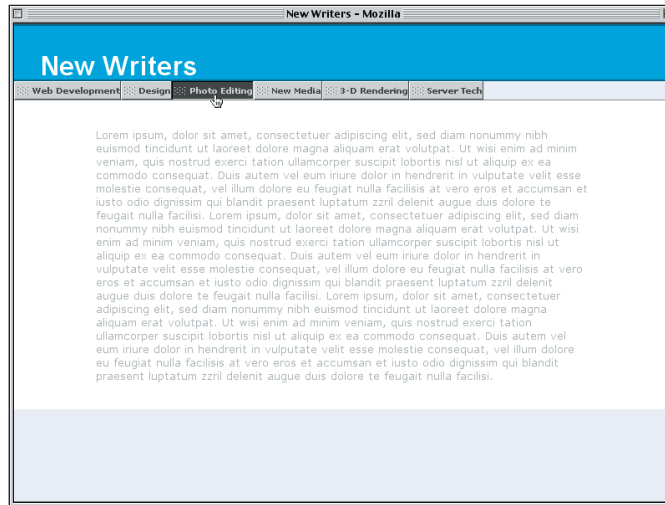 New Writers – Mozilla
New Writers
Web Development Design Photo Editing New Media 3-D Rendering Server Tech
Lorem ipsum, dolor sit amet, consectetuer adipiscing elit, sed diam nonummy nibh
euismod tincidunt ut laoreet dolore magna aliquam erat volutpat. Ut wisi enim ad minim
veniam, quis nostrud exerci tation ullamcorper suscipit lobortis nisl ut aliquip ex ea
commodo consequat. Duis autem vel eum iriure dolor in hendrerit in vulputate velit esse
molestie consequat, vel illum dolore eu feugiat nulla facilisis at vero eros et accumsan et
iusto odio dignissim qui blandit praesent luptatum zzril delenit augue duis dolore te
feugait nulla facilisi. Lorem ipsum, dolor sit amet, consectetuer adipiscing elit, sed diam
nonummy nibh euismod tincidunt ut laoreet dolore magna aliquam erat volutpat. Ut wisi
enim ad minim veniam, quis nostrud exerci tation ullamcorper suscipit lobortis nisl ut
aliquip ex ea commodo consequat. Duis autem vel eum iriure dolor in hendrerit in
vulputate velit esse molestie consequat, vel illum dolore eu feugiat nulla facilisis at vero
eros et accumsan et iusto odio dignissim qui blandit praesent luptatum zzril delenit
augue duis dolore te feugait nulla facilisi. Lorem ipsum, dolor sit amet, consectetuer
adipiscing elit, sed diam nonummy nibh euismod tincidunt ut laoreet dolore magna
aliquam erat volutpat. Ut wisi enim ad minim veniam, quis nostrud exerci tation
ullamcorper suscipit lobortis nisl ut aliquip ex ea commodo consequat. Duis autem vel
eum iriure dolor in hendrerit in vulputate velit esse molestie consequat, vel illum dolore
eu feugiat nulla facilisis at vero eros et accumsan et iusto odio dignissim qui blandit
praesent luptatum zzril delenit augue duis dolore te feugait nulla facilisi.